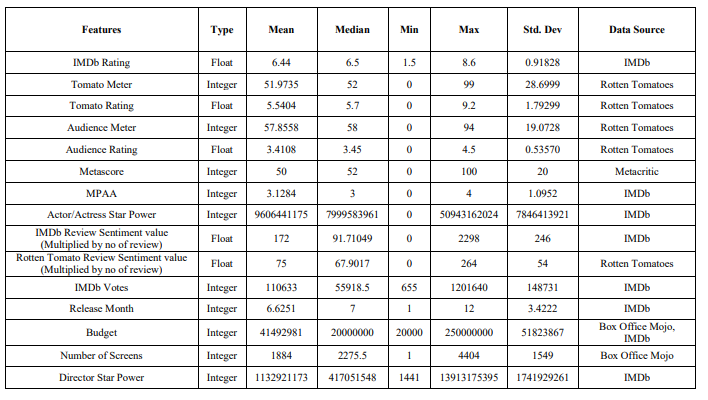 Features Type Mean Median Min Max Std. Dev Data Source
IMDb Rating Float 6.44 6.5 1.5 8.6 0.91828 IMDb
Tomato Meter Integer 51.9735 52 0 99 28.6999 Rotten Tomatoes
Tomato Rating Float 5.5404 5.7 0 9.2 1.79299 Rotten Tomatoes
Audience Meter Integer 57.8558 58 0 94 19.0728 Rotten Tomatoes
Audience Rating Float 3.4108 3.45 0 4.5 0.53570 Rotten Tomatoes
Metascore Integer 50 52 0 100 20 Metacritic
MPAA Integer 3.1284 3 0 4 1.0952 IMDb
Actor/Actress Star Power Integer 9606441175 7999583961 0 50943162024 7846413921 IMDb
IMDb Review Sentiment value
(Multiplied by no of review) Float 172 91.71049 0 2298 246 IMDb
Rotten Tomato Review Sentiment value
(Multiplied by no of review) Float 75 67.9017 0 264 54 Rotten Tomatoes
IMDb Votes Integer 110633 55918.5 655 1201640 148731 IMDb
Release Month Integer 6.6251 7 1 12 3.4222 IMDb
Budget Integer 41492981 20000000 20000 250000000 51823867 Box Office Mojo,
IMDb
Number of Screens Integer 1884 2275.5 1 4404 1549 Box Office Mojo
Director Star Power Integer 1132921173 417051548 1441 13913175395 1741929261 IMDb